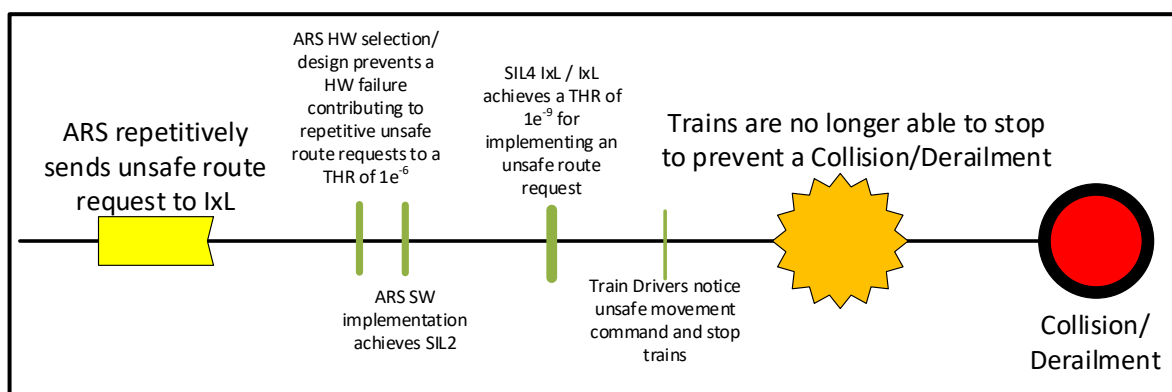 ARS repetitively
sends unsafe route
request to IxL
ARS HW selection/
design prevents a
HW failure
contributing to
repetitive unsafe
route requests to a
THR of 1e⁻⁶
ARS SW
implementation
achieves SIL2
SIL4 IxL / IxL
achieves a THR of
1e⁻⁹ for
implementing an
unsafe route
request
Train Drivers notice
unsafe movement
command and stop
trains
Trains are no longer able to stop
to prevent a Collision/Derailment
Collision/
Derailment